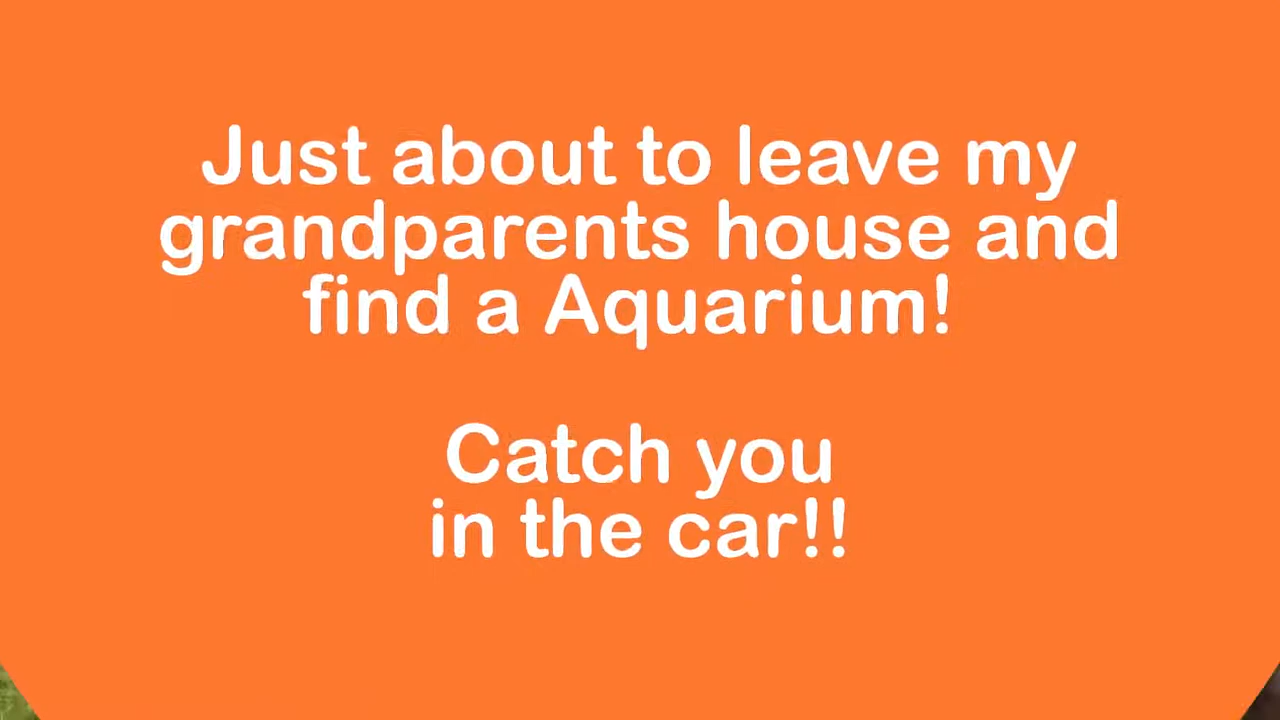 Just about to leave my
grandparents house and
find a Aquarium!
Catch you
in the car!!